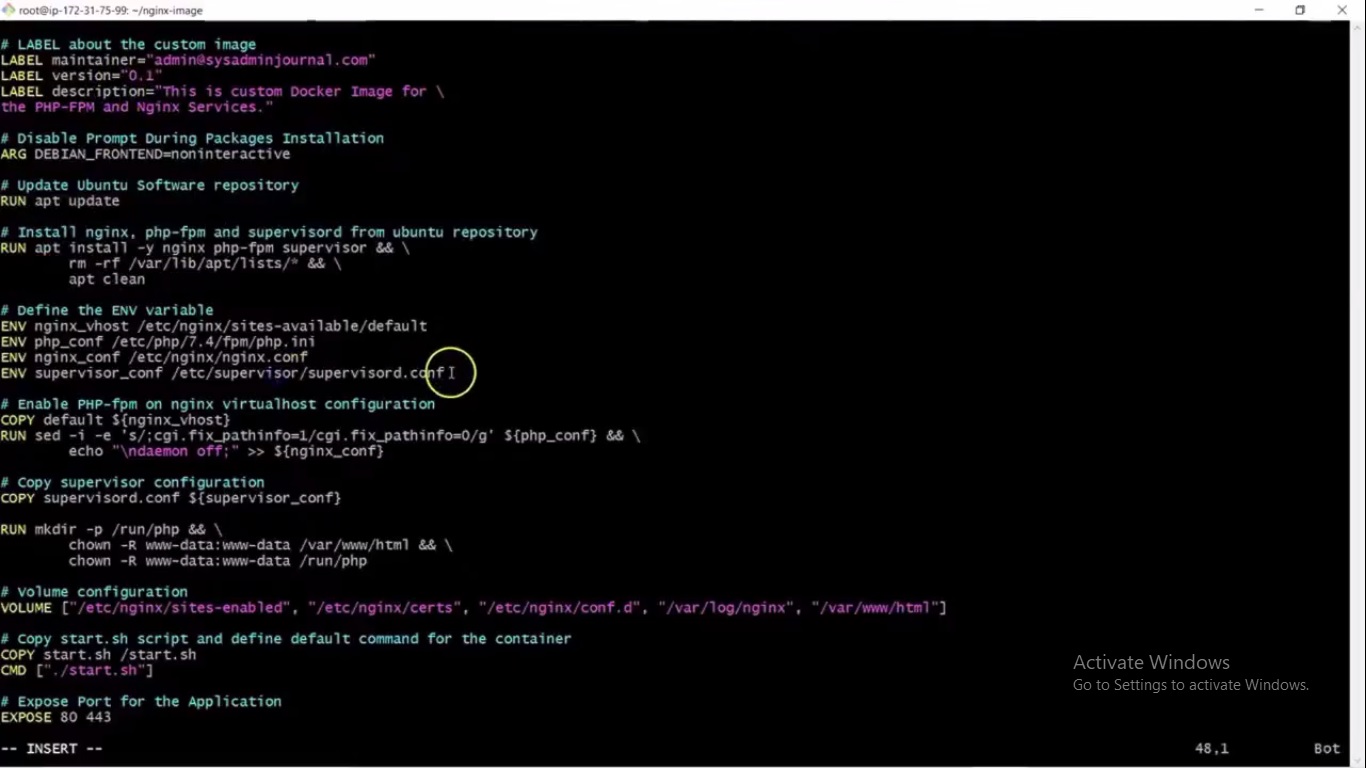 root@ip-172-31-75-99: ~/nginx-image
# LABEL about the custom image
LABEL maintainer="admin@sysadminjournal.com"
LABEL version="0.1"
LABEL description="This is custom Docker Image for \
the PHP-FPM and Nginx Services."
# Disable Prompt During Packages Installation
ARG DEBIAN_FRONTEND=noninteractive
# Update Ubuntu Software repository
RUN apt update
# Install nginx, php-fpm and supervisord from ubuntu repository
RUN apt install -y nginx php-fpm supervisor && \
rm -rf /var/lib/apt/lists/* && \
apt clean
# Define the ENV variable
ENV nginx_vhost /etc/nginx/sites-available/default
ENV php_conf /etc/php/7.4/fpm/php.ini
ENV nginx_conf /etc/nginx/nginx.conf
ENV supervisor_conf /etc/supervisor/supervisord.conf
# Enable PHP-fpm on nginx virtualhost configuration
COPY default ${nginx_vhost}
RUN sed -i -e 's/;cgi.fix_pathinfo=1/cgi.fix_pathinfo=0/g' ${php_conf} && \
echo "\ndaemon off;" >> ${nginx_conf}
# Copy supervisor configuration
COPY supervisord.conf ${supervisor_conf}
RUN mkdir -p /run/php && \
chown -R www-data:www-data /var/www/html && \
chown -R www-data:www-data /run/php
# Volume configuration
VOLUME ["/etc/nginx/sites-enabled", "/etc/nginx/certs", "/etc/nginx/conf.d", "/var/log/nginx", "/var/www/html"]
# Copy start.sh script and define default command for the container
COPY start.sh /start.sh
CMD ["./start.sh"]
# Expose Port for the Application
EXPOSE 80 443
-- INSERT --
48,1
Bot
Activate Windows
Go to Settings to activate Windows.